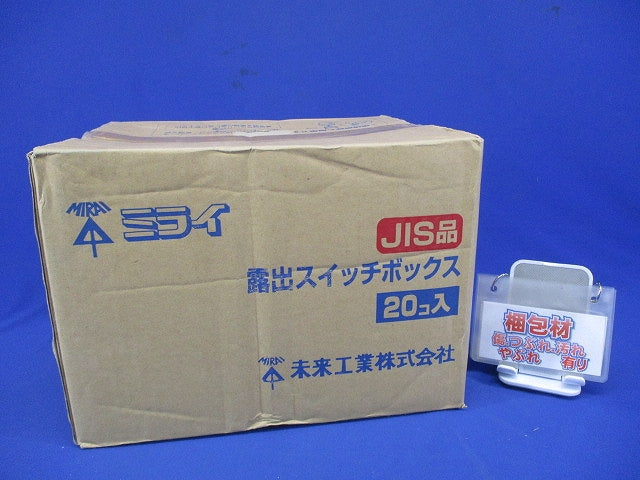 MIRAI ミライ
JIS品
露出スイッチボックス
20コ入
MIRAI 未来工業株式会社
梱包材
傷・つぶれ・汚れ
やぶれ 有り